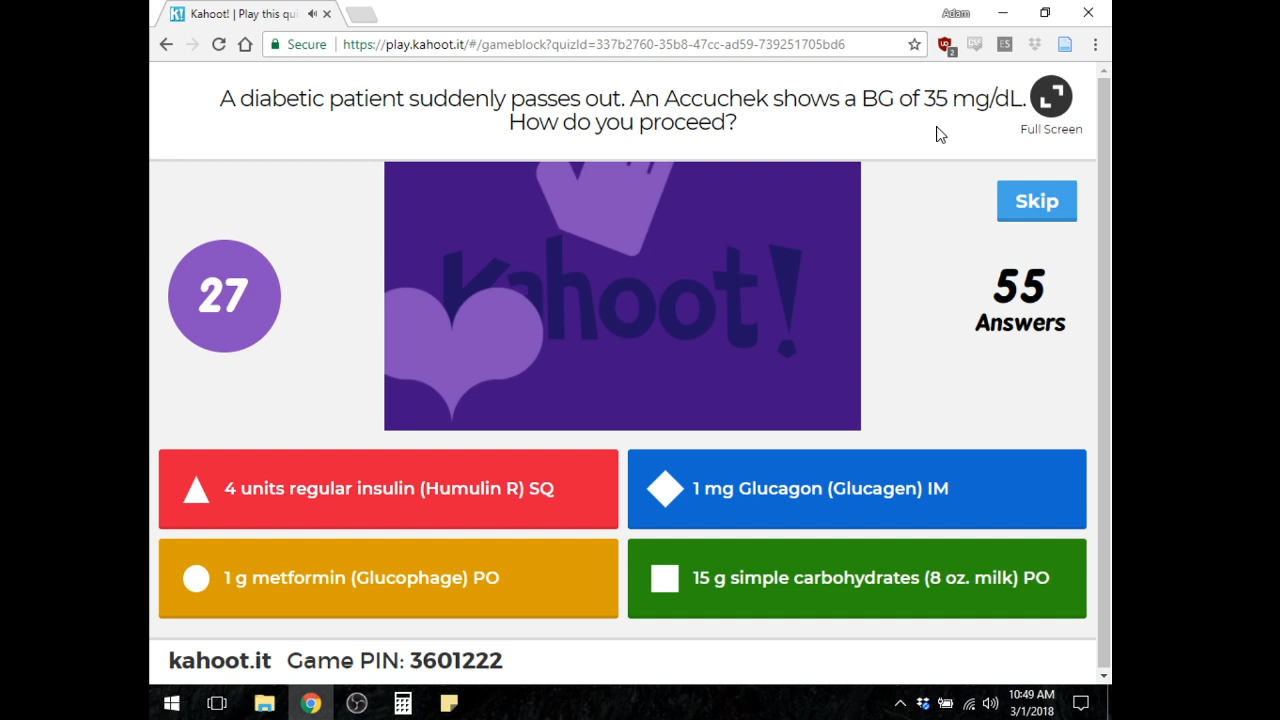 Kahoot! | Play this qui
Adam
Secure
https://play.kahoot.it/#/gameblock?quizId=337b2760-35b8-47cc-ad59-739251705bd6
2
ES
A diabetic patient suddenly passes out. An Accuchek shows a BG of 35 mg/dL.
How do you proceed?
Full Screen
Skip
27
Kahoot!
55
Answers
4 units regular insulin (Humulin R) SQ
1 mg Glucagon (Glucagen) IM
1 g metformin (Glucophage) PO
15 g simple carbohydrates (8 oz. milk) PO
kahoot.it Game PIN: 3601222
10:49 AM
3/1/2018